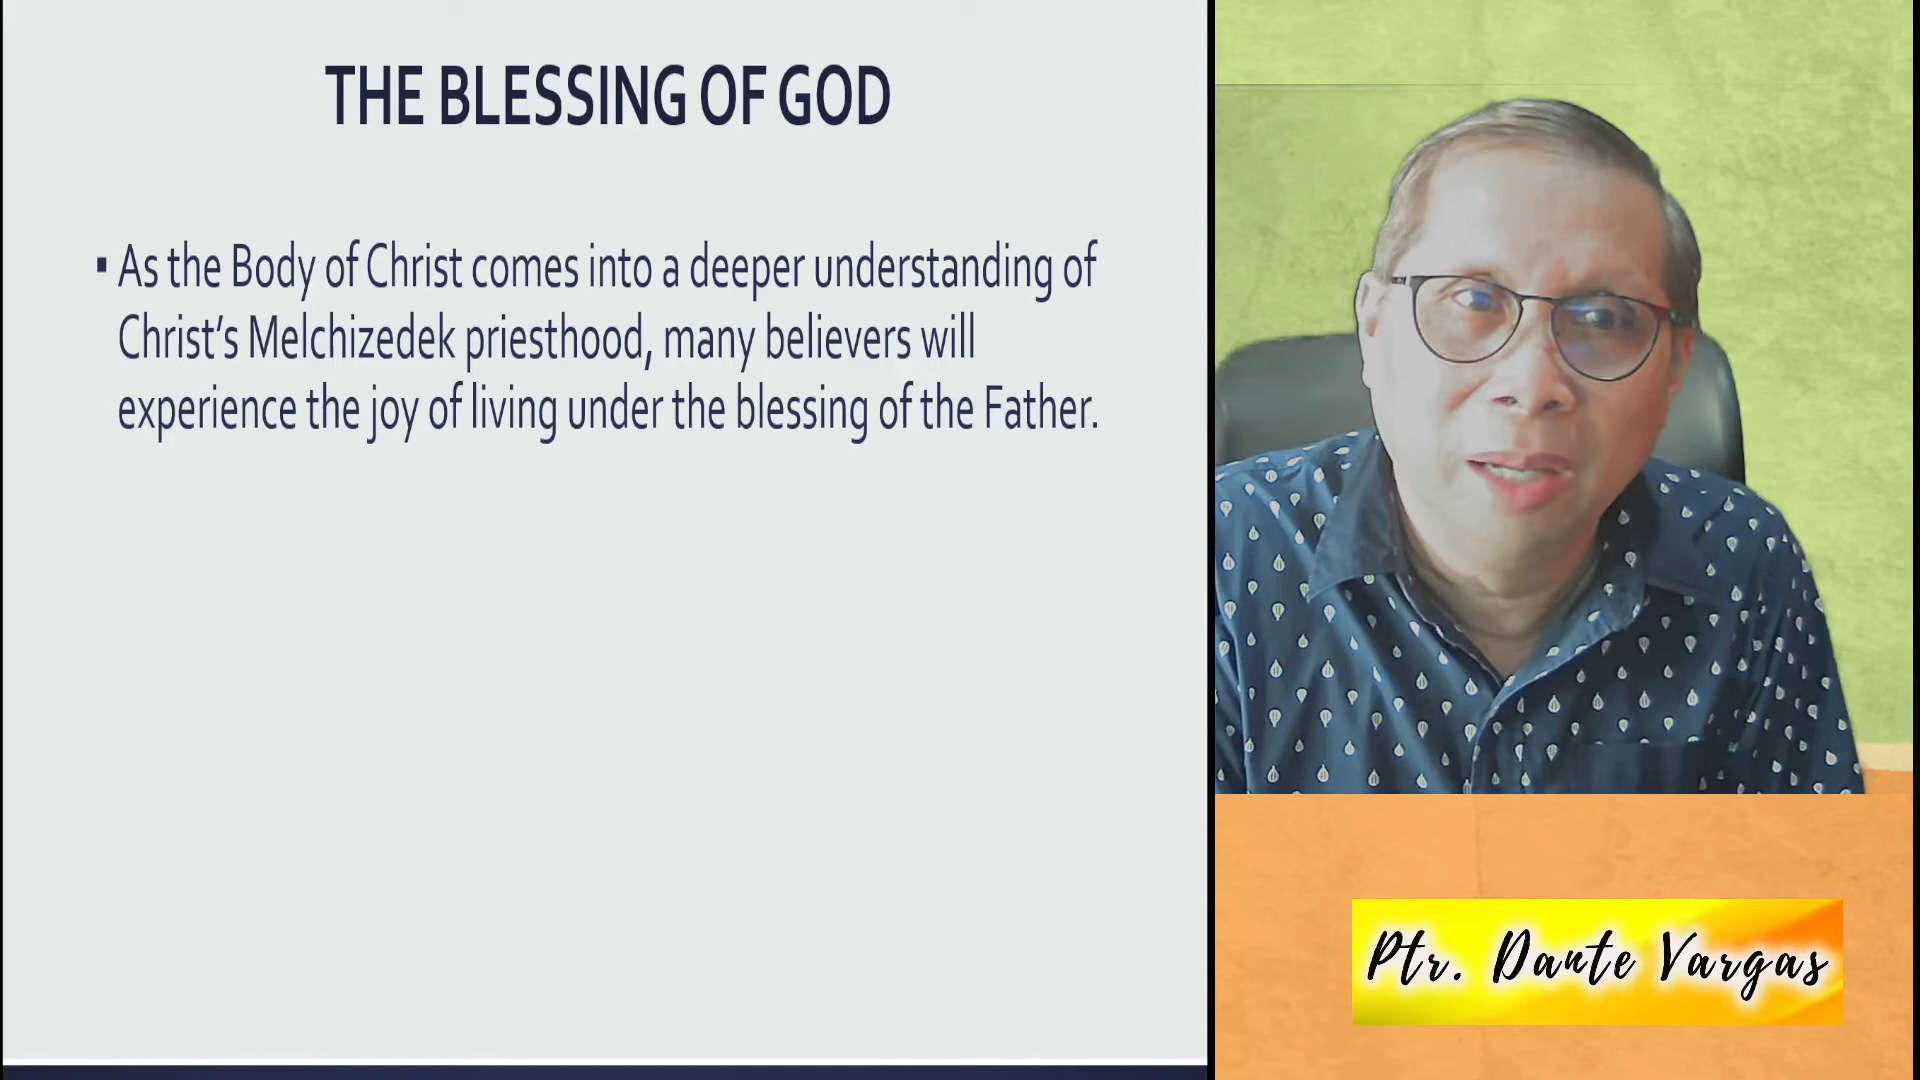 THE BLESSING OF GOD
▪ As the Body of Christ comes into a deeper understanding of
Christ's Melchizedek priesthood, many believers will
experience the joy of living under the blessing of the Father.
Ptr. Dante Vargas